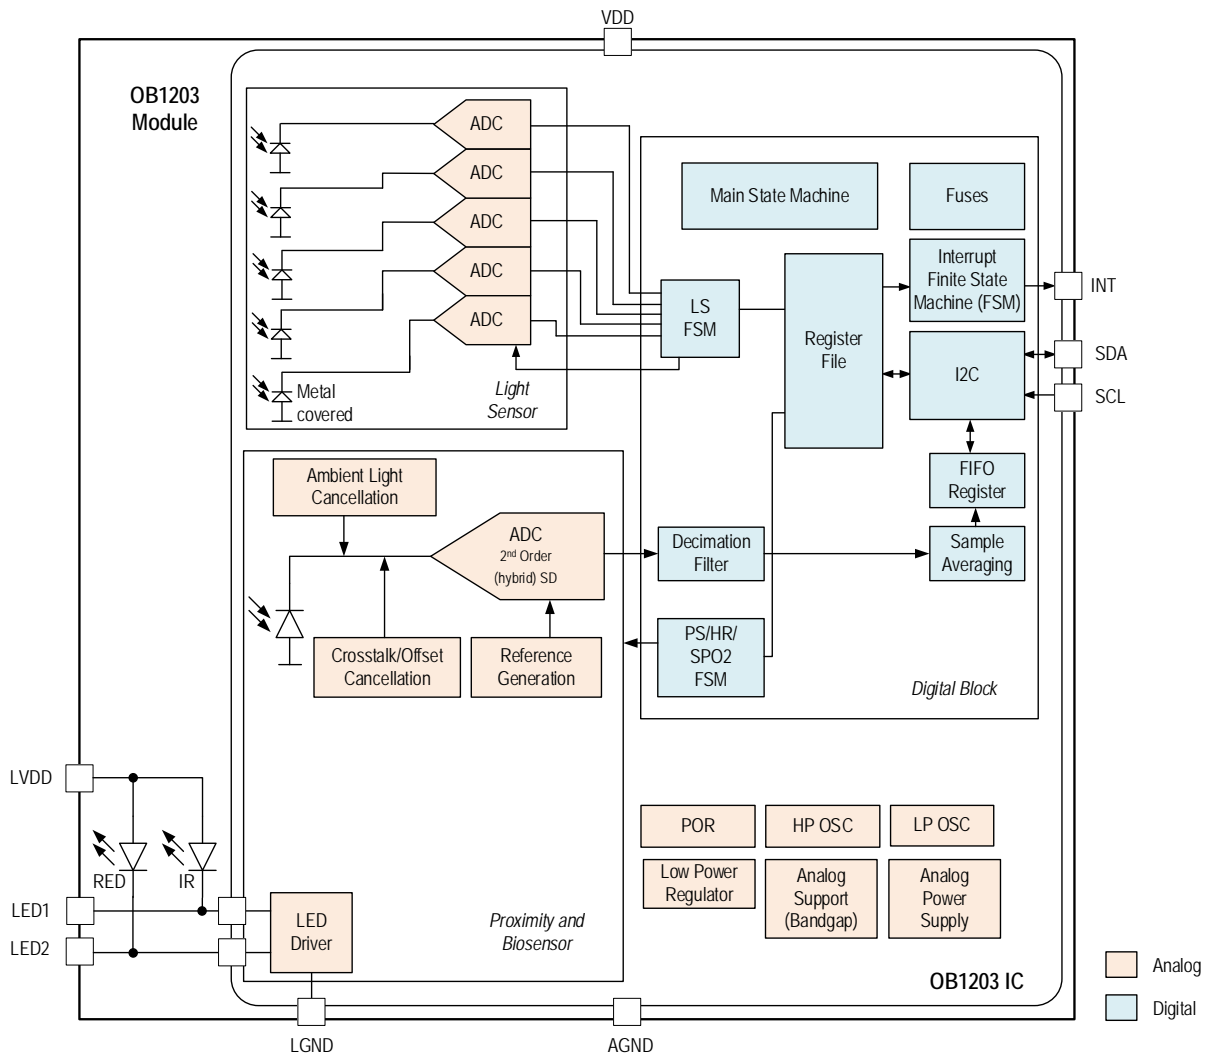 VDD
OB1203
Module
ADC
ADC
ADC
ADC
ADC
Metal
covered
Light
Sensor
Main State Machine
Fuses
Interrupt
Finite State
Machine (FSM)
INT
LS
FSM
Register
File
I2C
SDA
SCL
FIFO
Register
Ambient Light
Cancellation
ADC
2nd Order
(hybrid) SD
Decimation
Filter
Sample
Averaging
Crosstalk/Offset
Cancellation
Reference
Generation
PS/HR/
SPO2
FSM
Digital Block
LVDD
RED
IR
LED1
LED2
LED
Driver
Proximity and
Biosensor
POR
HP OSC
LP OSC
Low Power
Regulator
Analog
Support
(Bandgap)
Analog
Power
Supply
OB1203 IC
Analog
Digital
LGND
AGND